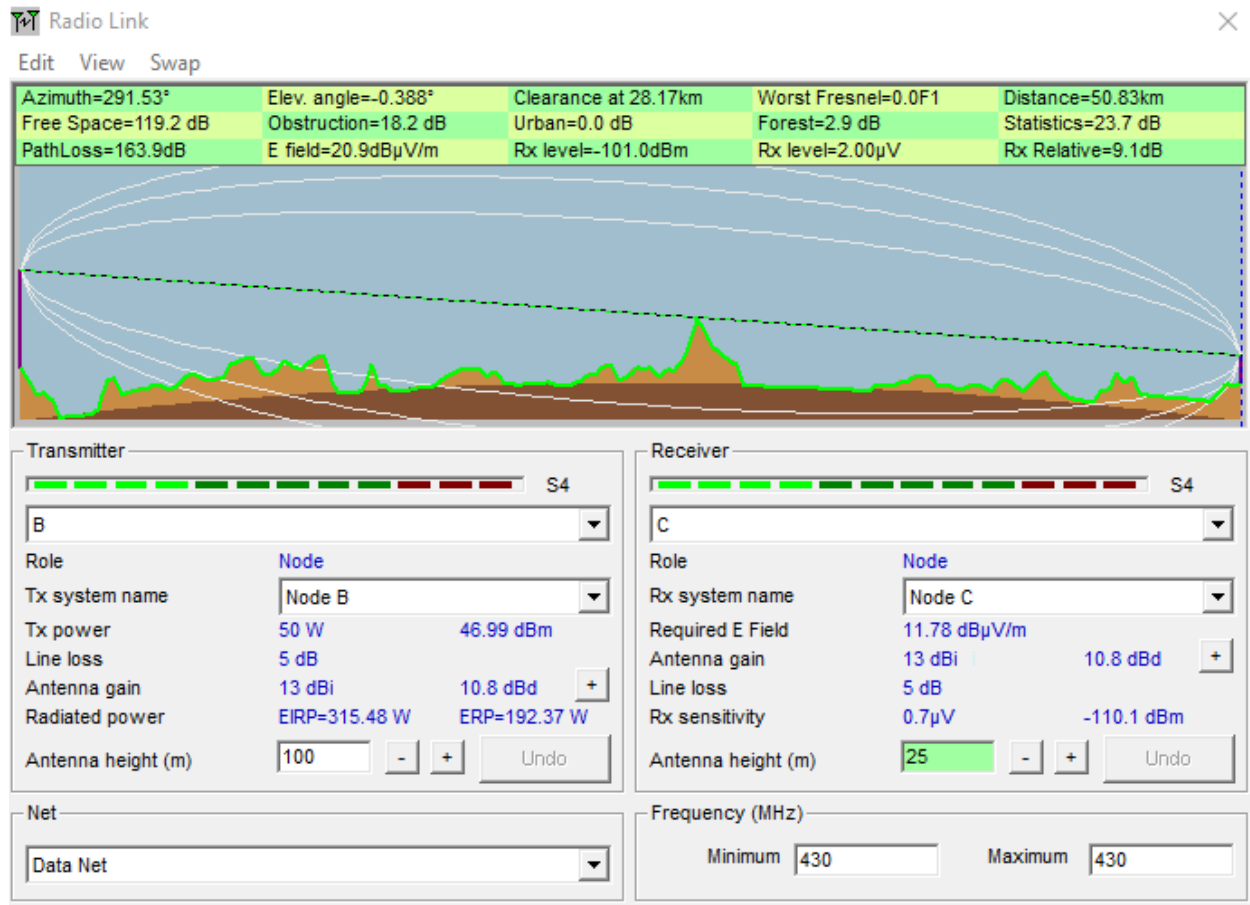 Radio Link
Edit View Swap
Azimuth=291.53° Elev. angle=-0.388° Clearance at 28.17km Worst Fresnel=0.0F1 Distance=50.83km
Free Space=119.2 dB Obstruction=18.2 dB Urban=0.0 dB Forest=2.9 dB Statistics=23.7 dB
PathLoss=163.9dB E field=20.9dBµV/m Rx level=-101.0dBm Rx level=2.00µV Rx Relative=9.1dB
Transmitter
S4
B
Role Node
Tx system name Node B
Tx power 50 W 46.99 dBm
Line loss 5 dB
Antenna gain 13 dBi 10.8 dBd +
Radiated power EIRP=315.48 W ERP=192.37 W
Antenna height (m) 100 - + Undo
Receiver
S4
C
Role Node
Rx system name Node C
Required E Field 11.78 dBµV/m
Antenna gain 13 dBi 10.8 dBd +
Line loss 5 dB
Rx sensitivity 0.7µV -110.1 dBm
Antenna height (m) 25 - + Undo
Net
Data Net
Frequency (MHz)
Minimum 430 Maximum 430